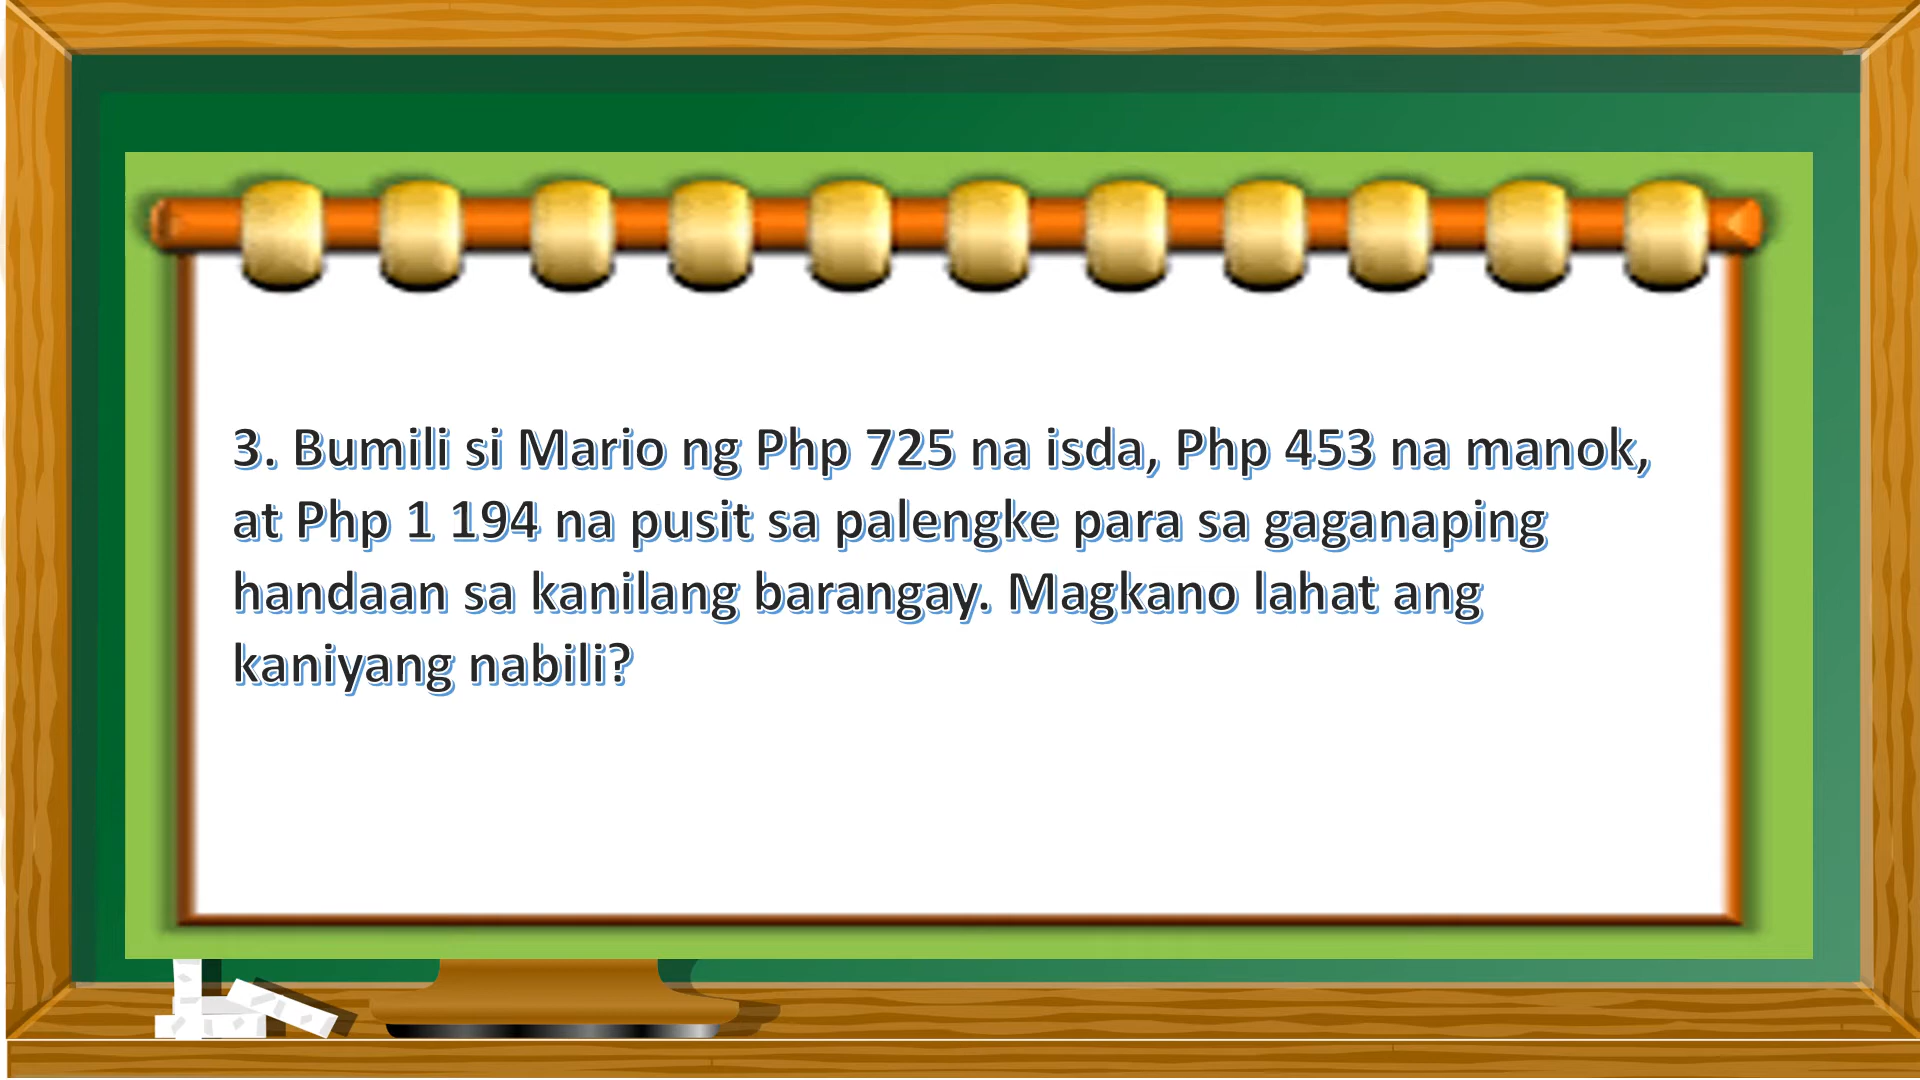 3. Bumili si Mario ng Php 725 na isda, Php 453 na manok,
at Php 1 194 na pusit sa palengke para sa gaganaping
handaan sa kanilang barangay. Magkano lahat ang
kaniyang nabili?